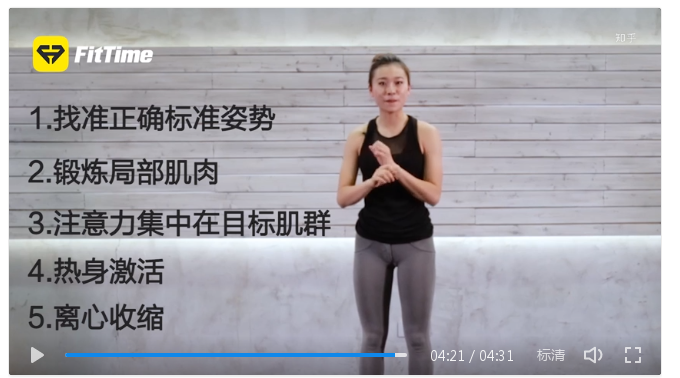 知乎
FitTime
1.找准正确标准姿势
2.锻炼局部肌肉
3.注意力集中在目标肌群
4.热身激活
5.离心收缩
04:21 / 04:31 标清